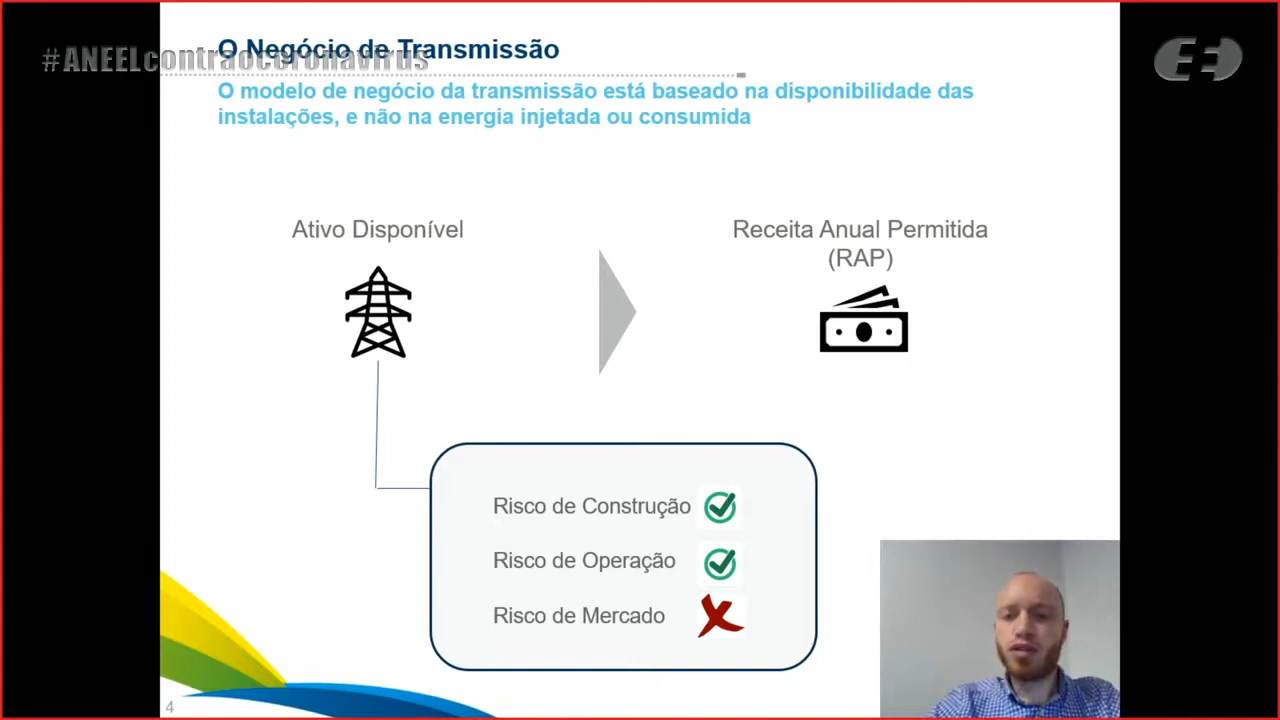 O Negócio de Transmissão
#ANEELcontraocoronavirus
O modelo de negócio da transmissão está baseado na disponibilidade das
instalações, e não na energia injetada ou consumida
Ativo Disponível
Receita Anual Permitida
(RAP)
Risco de Construção
Risco de Operação
Risco de Mercado
4